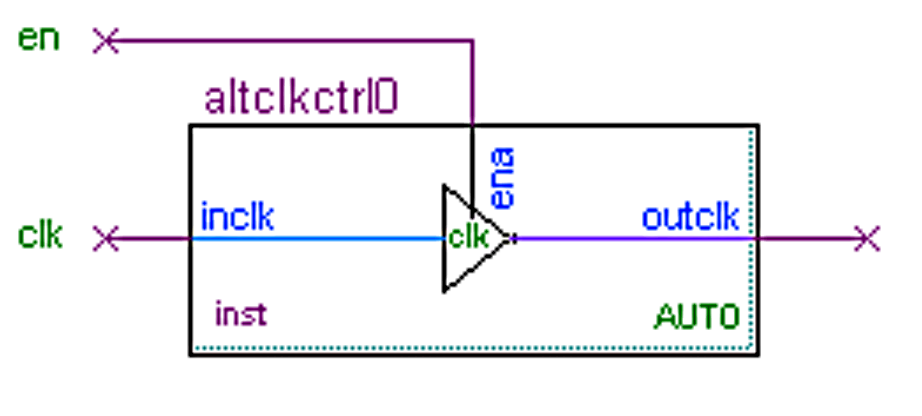 en
altclkctrl0
ena
clk
inclk
clk
outclk
inst
AUTO